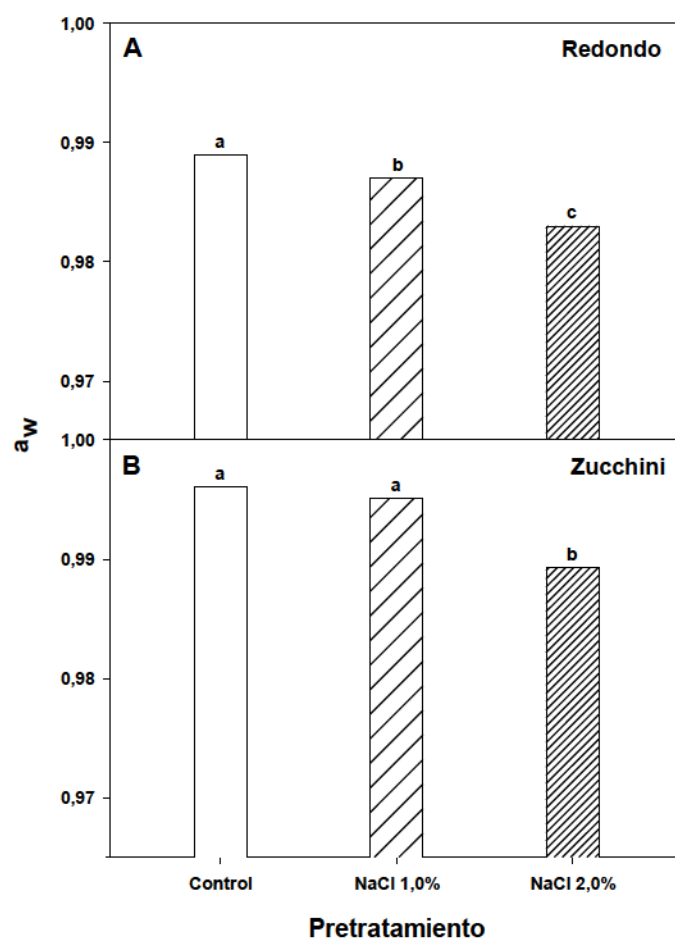 1,00
A
Redondo
a
0,99
b
c
0,98
0,97
aw
1,00
B
Zucchini
a
a
0,99
b
0,98
0,97
Control
NaCl 1,0%
NaCl 2,0%
Pretratamiento